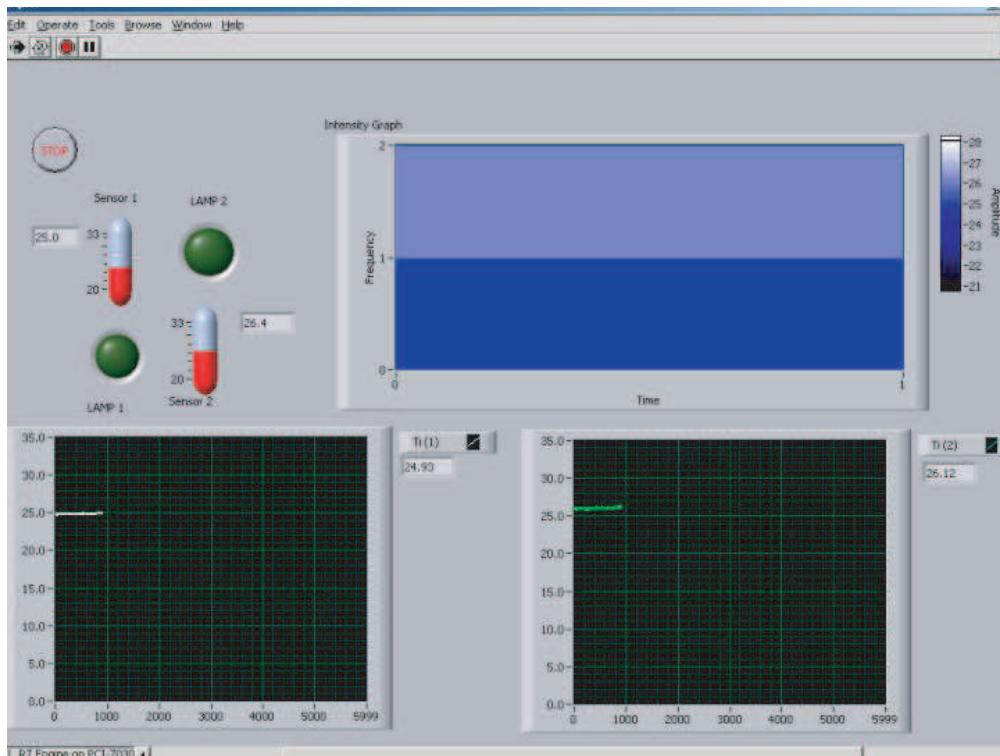 Edit Operate Tools Browse Window Help
Intensity Graph
STOP
Sensor 1
LAMP 2
25.0
33
20
33
20
26.4
LAMP 1
Sensor 2
2
1
0
Frequency
0
1
Time
28
27
26
25
24
23
22
21
Amplitude
35.0
30.0
25.0
20.0
15.0
10.0
5.0
0.0
0 1000 2000 3000 4000 5000 5999
Ti (1)
24.93
35.0
30.0
25.0
20.0
15.0
10.0
5.0
0.0
0 1000 2000 3000 4000 5000 5999
Ti (2)
26.12
RT Engine on PCI-7030